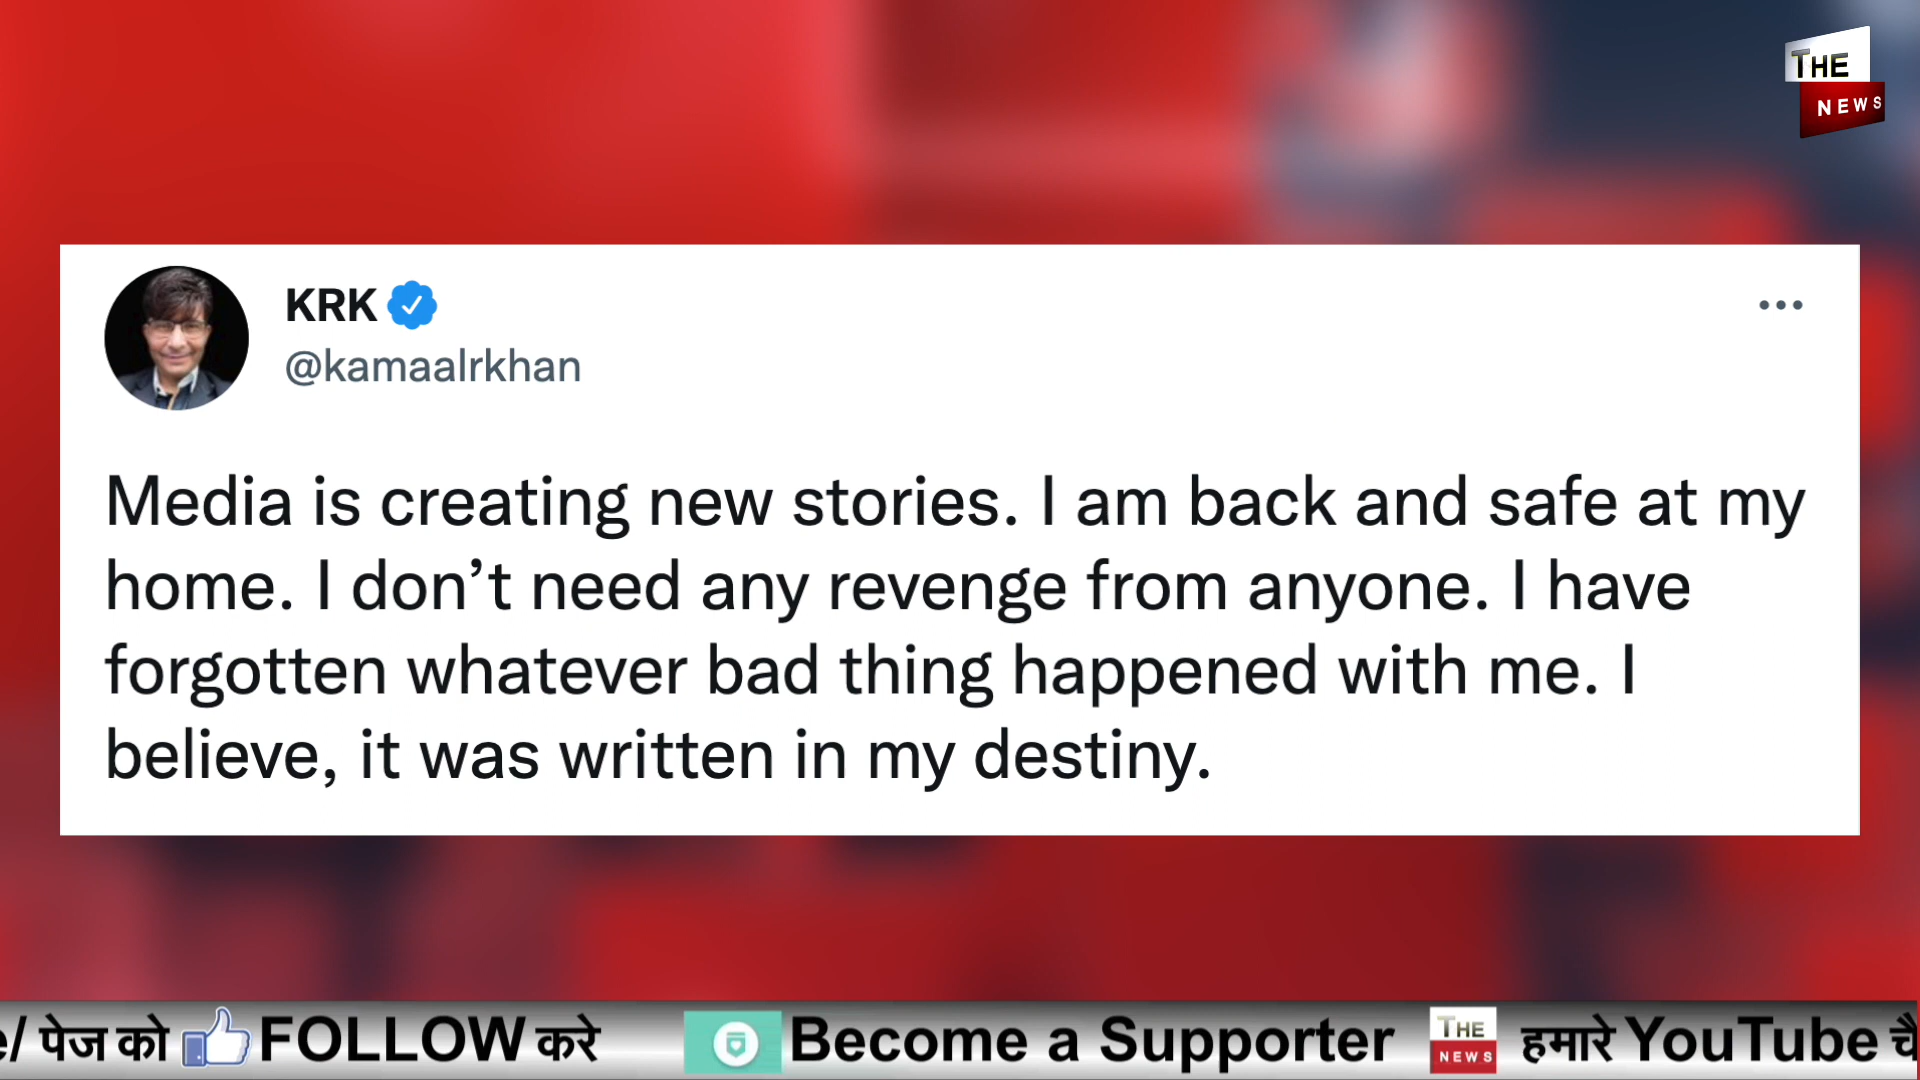 THE
NEWS
KRK
@kamaalrkhan
Media is creating new stories. I am back and safe at my
home. I don’t need any revenge from anyone. I have
forgotten whatever bad thing happened with me. I
believe, it was written in my destiny.
पेज को FOLLOW करे Become a Supporter THE NEWS हमारे YouTube